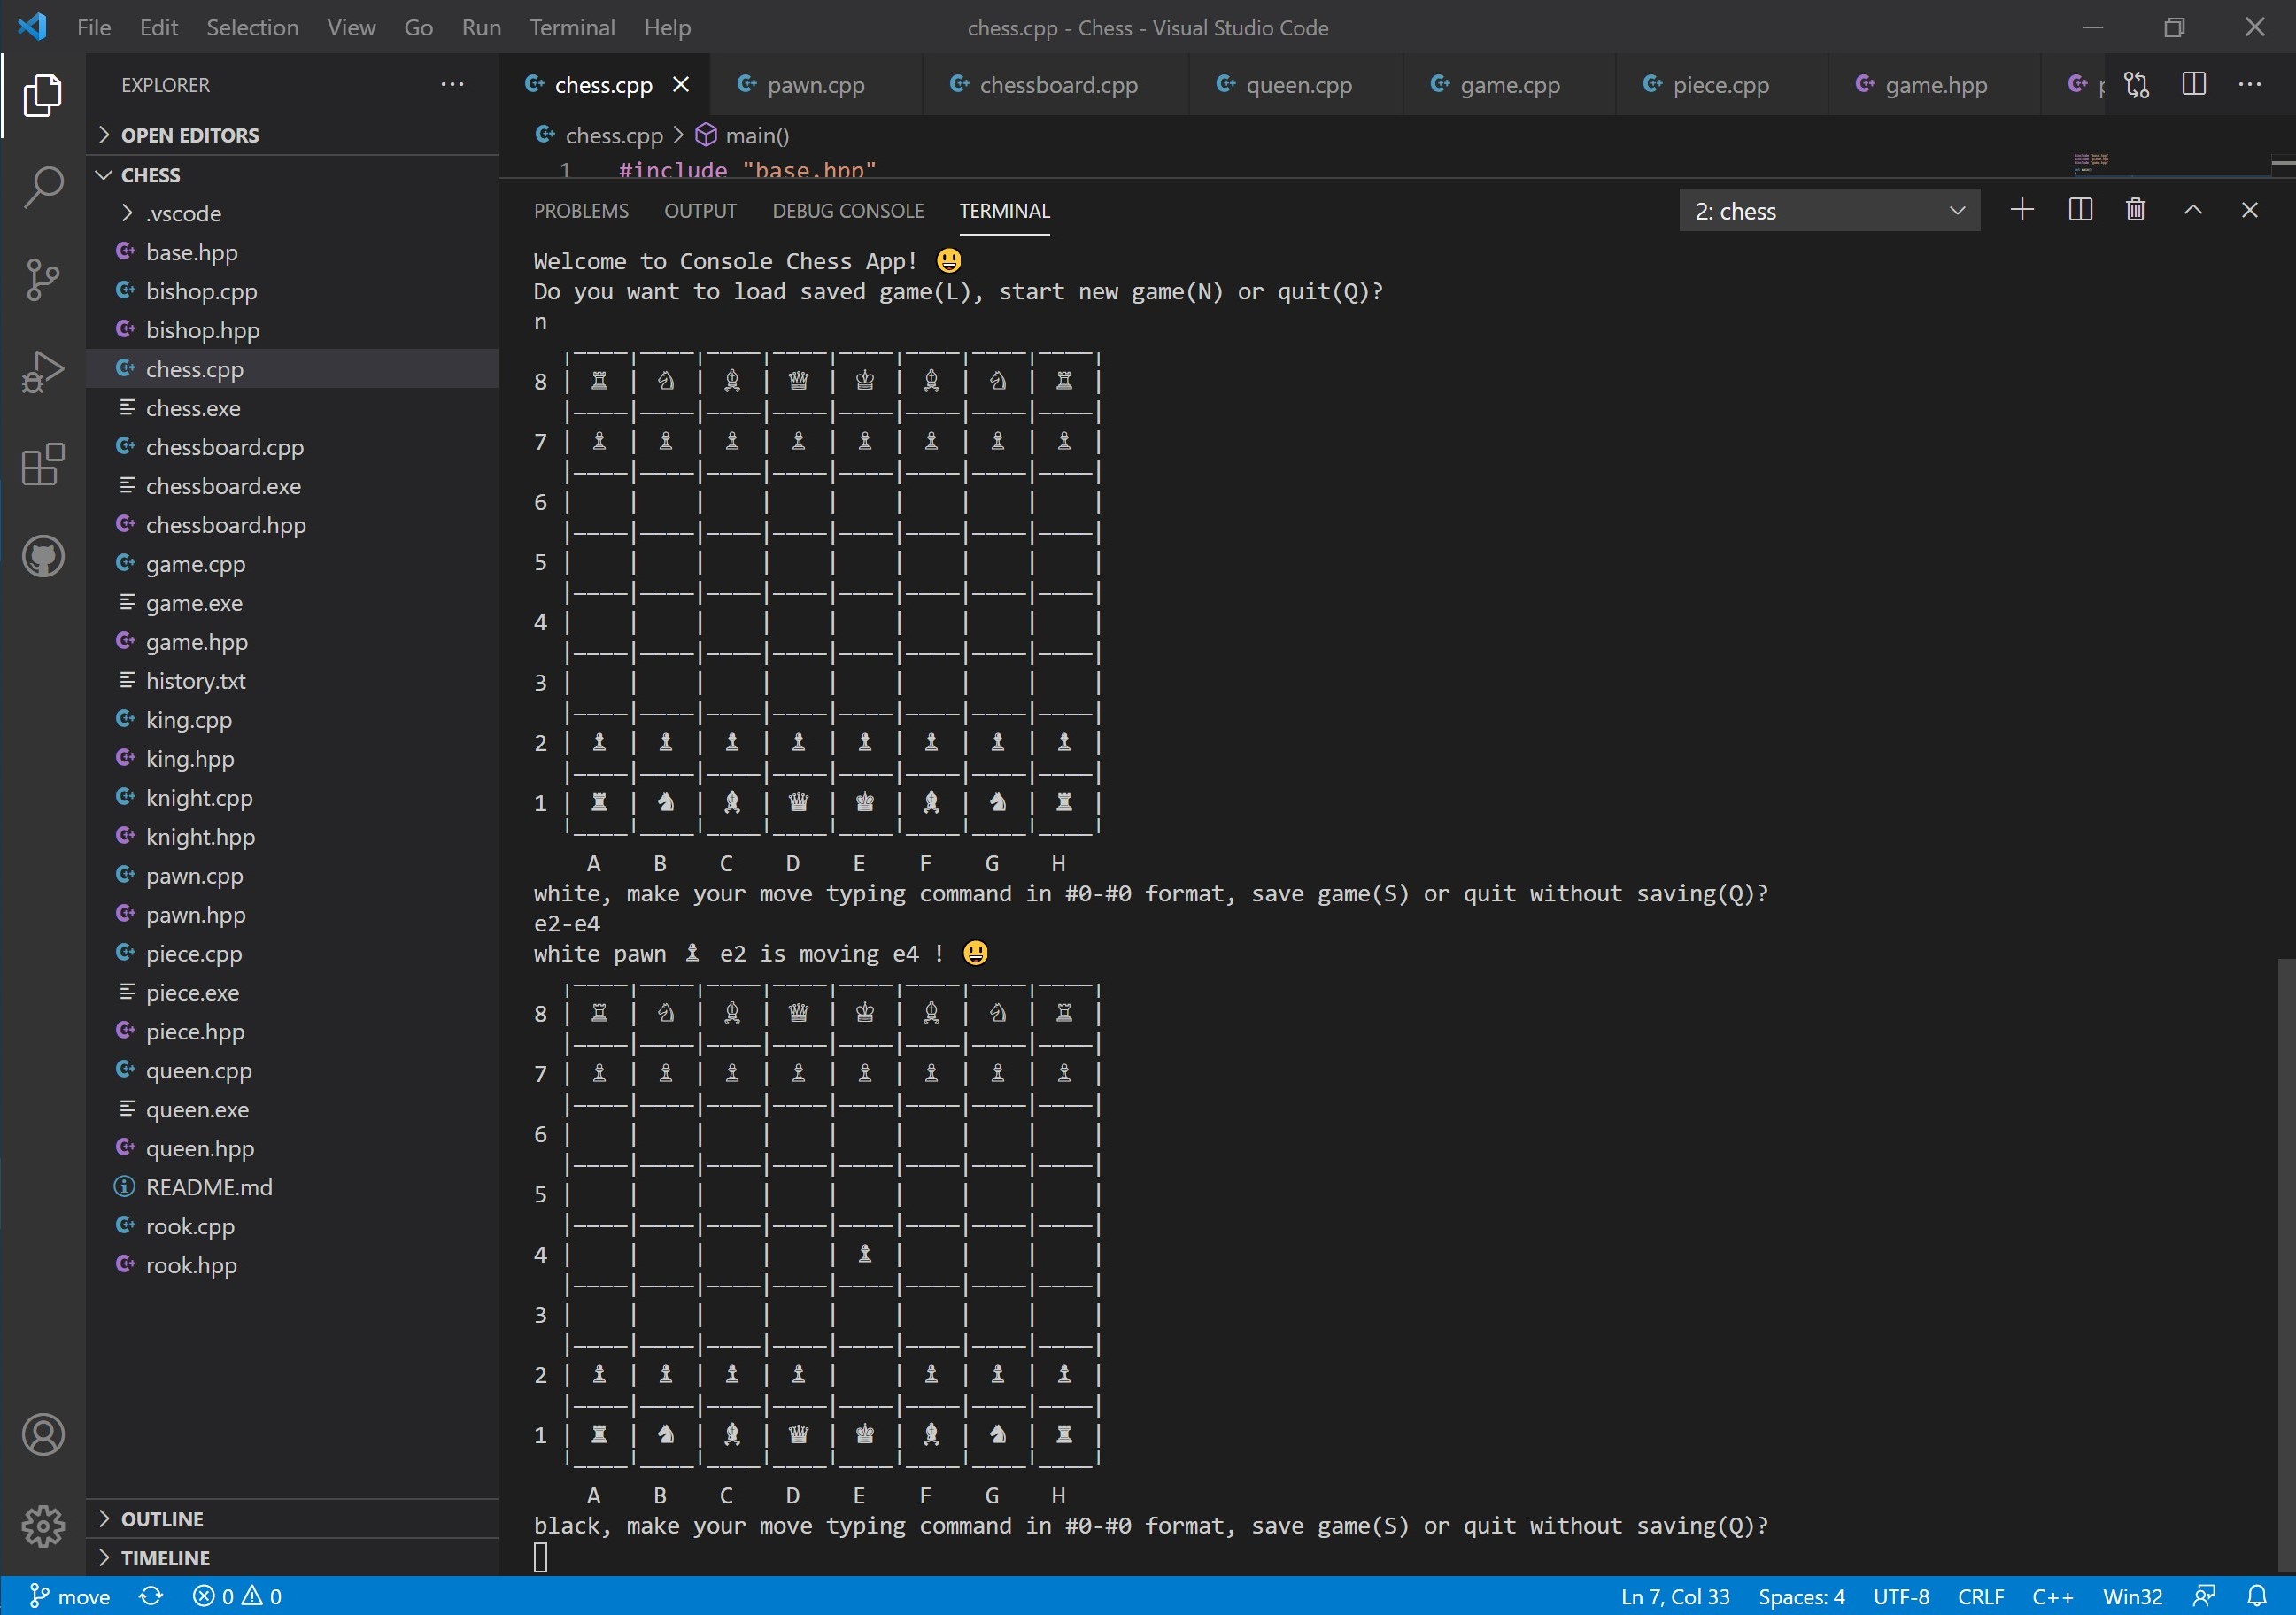 File Edit Selection View Go Run Terminal Help chess.cpp - Chess - Visual Studio Code
EXPLORER
OPEN EDITORS
CHESS
.vscode
base.hpp
bishop.cpp
bishop.hpp
chess.cpp
chess.exe
chessboard.cpp
chessboard.exe
chessboard.hpp
game.cpp
game.exe
game.hpp
history.txt
king.cpp
king.hpp
knight.cpp
knight.hpp
pawn.cpp
pawn.hpp
piece.cpp
piece.exe
piece.hpp
queen.cpp
queen.exe
queen.hpp
README.md
rook.cpp
rook.hpp
OUTLINE
TIMELINE
chess.cpp pawn.cpp chessboard.cpp queen.cpp game.cpp piece.cpp game.hpp
chess.cpp > main()
1 #include "base.hpp"
PROBLEMS OUTPUT DEBUG CONSOLE TERMINAL 2: chess
Welcome to Console Chess App! 😃
Do you want to load saved game(L), start new game(N) or quit(Q)?
n
8 | ♖ | ♘ | ♗ | ♕ | ♔ | ♗ | ♘ | ♖ |
7 | ♙ | ♙ | ♙ | ♙ | ♙ | ♙ | ♙ | ♙ |
6 | | | | | | | | |
5 | | | | | | | | |
4 | | | | | | | | |
3 | | | | | | | | |
2 | ♟ | ♟ | ♟ | ♟ | ♟ | ♟ | ♟ | ♟ |
1 | ♜ | ♞ | ♝ | ♛ | ♚ | ♝ | ♞ | ♜ |
A B C D E F G H
white, make your move typing command in #0-#0 format, save game(S) or quit without saving(Q)?
e2-e4
white pawn ♟ e2 is moving e4 ! 😃
8 | ♖ | ♘ | ♗ | ♕ | ♔ | ♗ | ♘ | ♖ |
7 | ♙ | ♙ | ♙ | ♙ | ♙ | ♙ | ♙ | ♙ |
6 | | | | | | | | |
5 | | | | | | | | |
4 | | | | | ♟ | | | |
3 | | | | | | | | |
2 | ♟ | ♟ | ♟ | ♟ | | ♟ | ♟ | ♟ |
1 | ♜ | ♞ | ♝ | ♛ | ♚ | ♝ | ♞ | ♜ |
A B C D E F G H
black, make your move typing command in #0-#0 format, save game(S) or quit without saving(Q)?
move 0 0 Ln 7, Col 33 Spaces: 4 UTF-8 CRLF C++ Win32